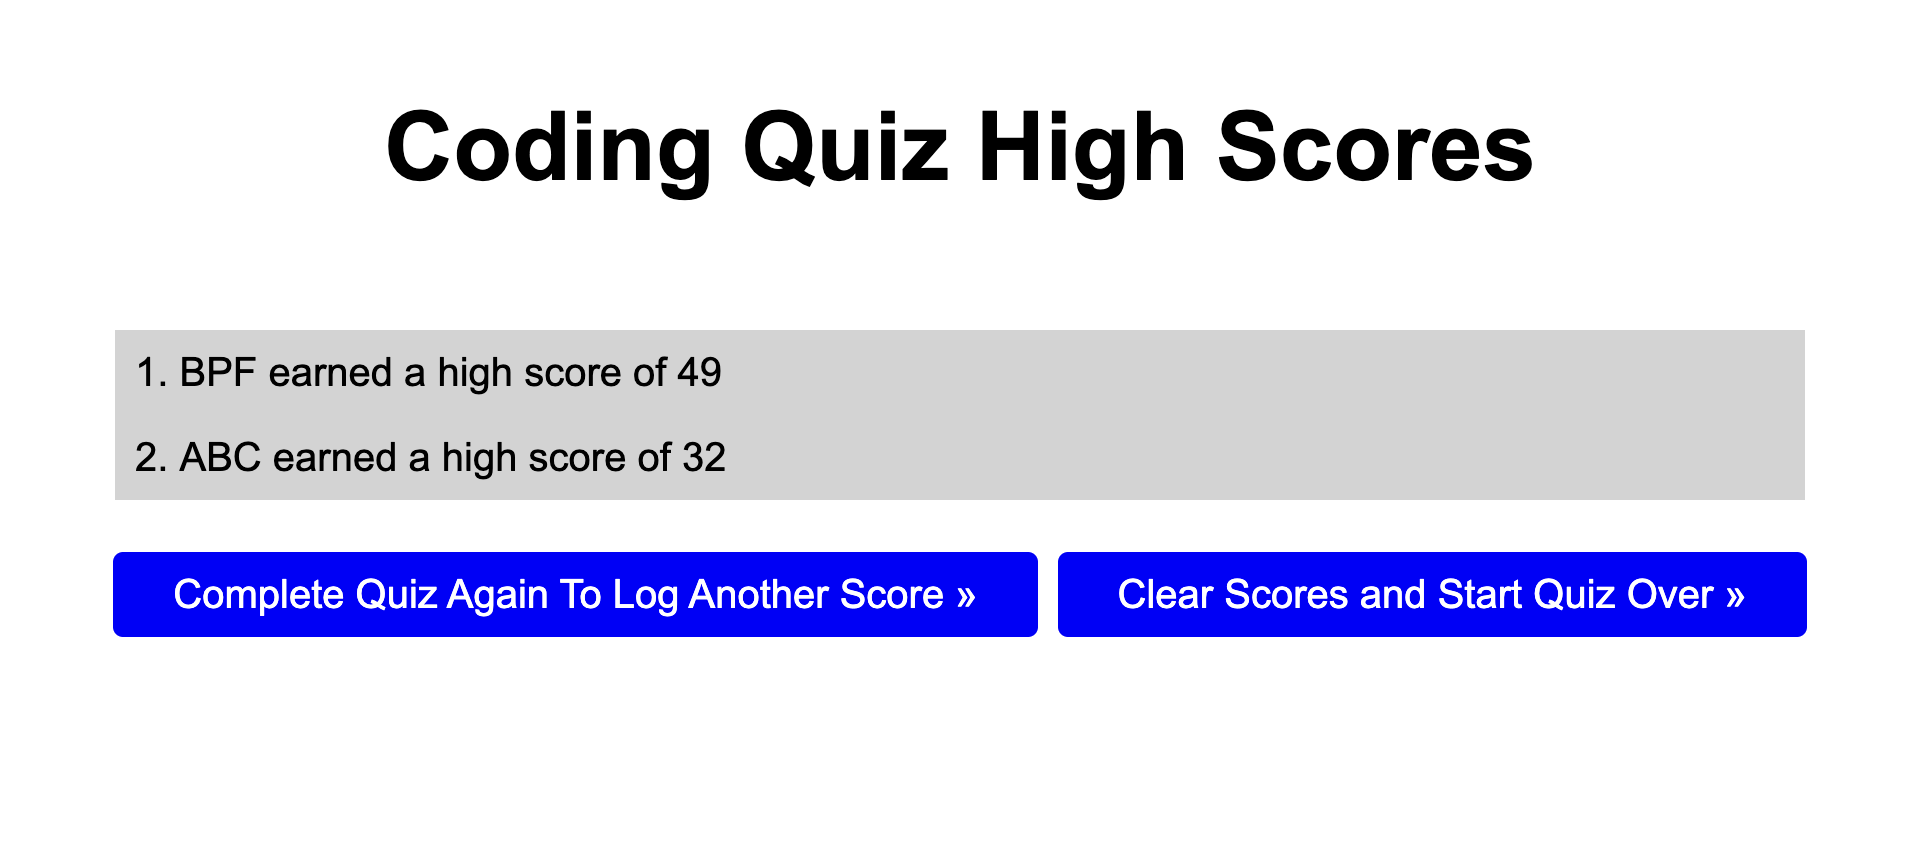 Coding Quiz High Scores
1. BPF earned a high score of 49
2. ABC earned a high score of 32
Complete Quiz Again To Log Another Score »
Clear Scores and Start Quiz Over »